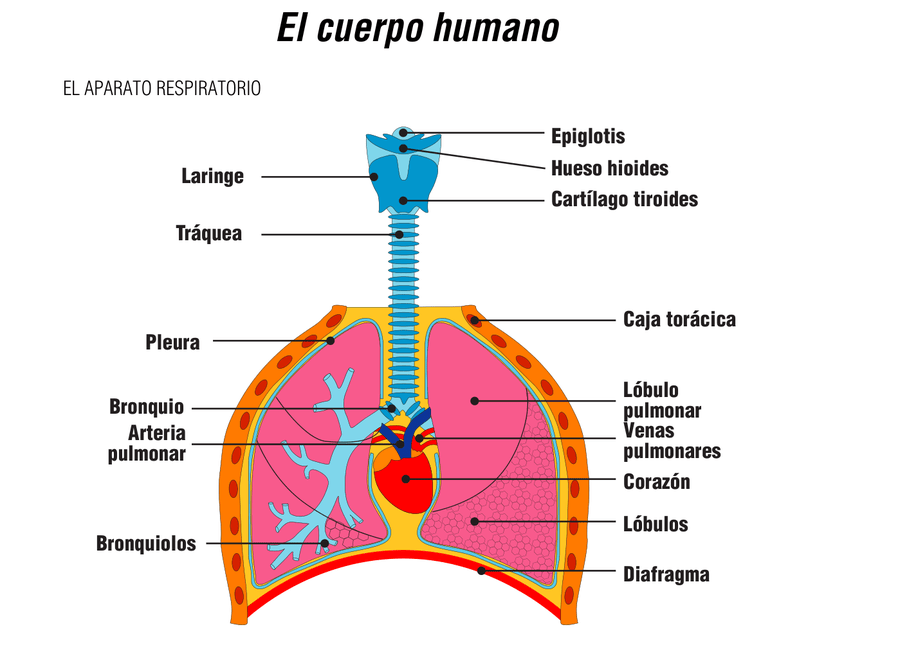 El cuerpo humano
EL APARATO RESPIRATORIO
Epiglotis
Hueso hioides
Laringe
Cartílago tiroides
Tráquea
Caja torácica
Pleura
Lóbulo
pulmonar
Bronquio
Arteria
pulmonar
Venas
pulmonares
Corazón
Lóbulos
Bronquiolos
Diafragma